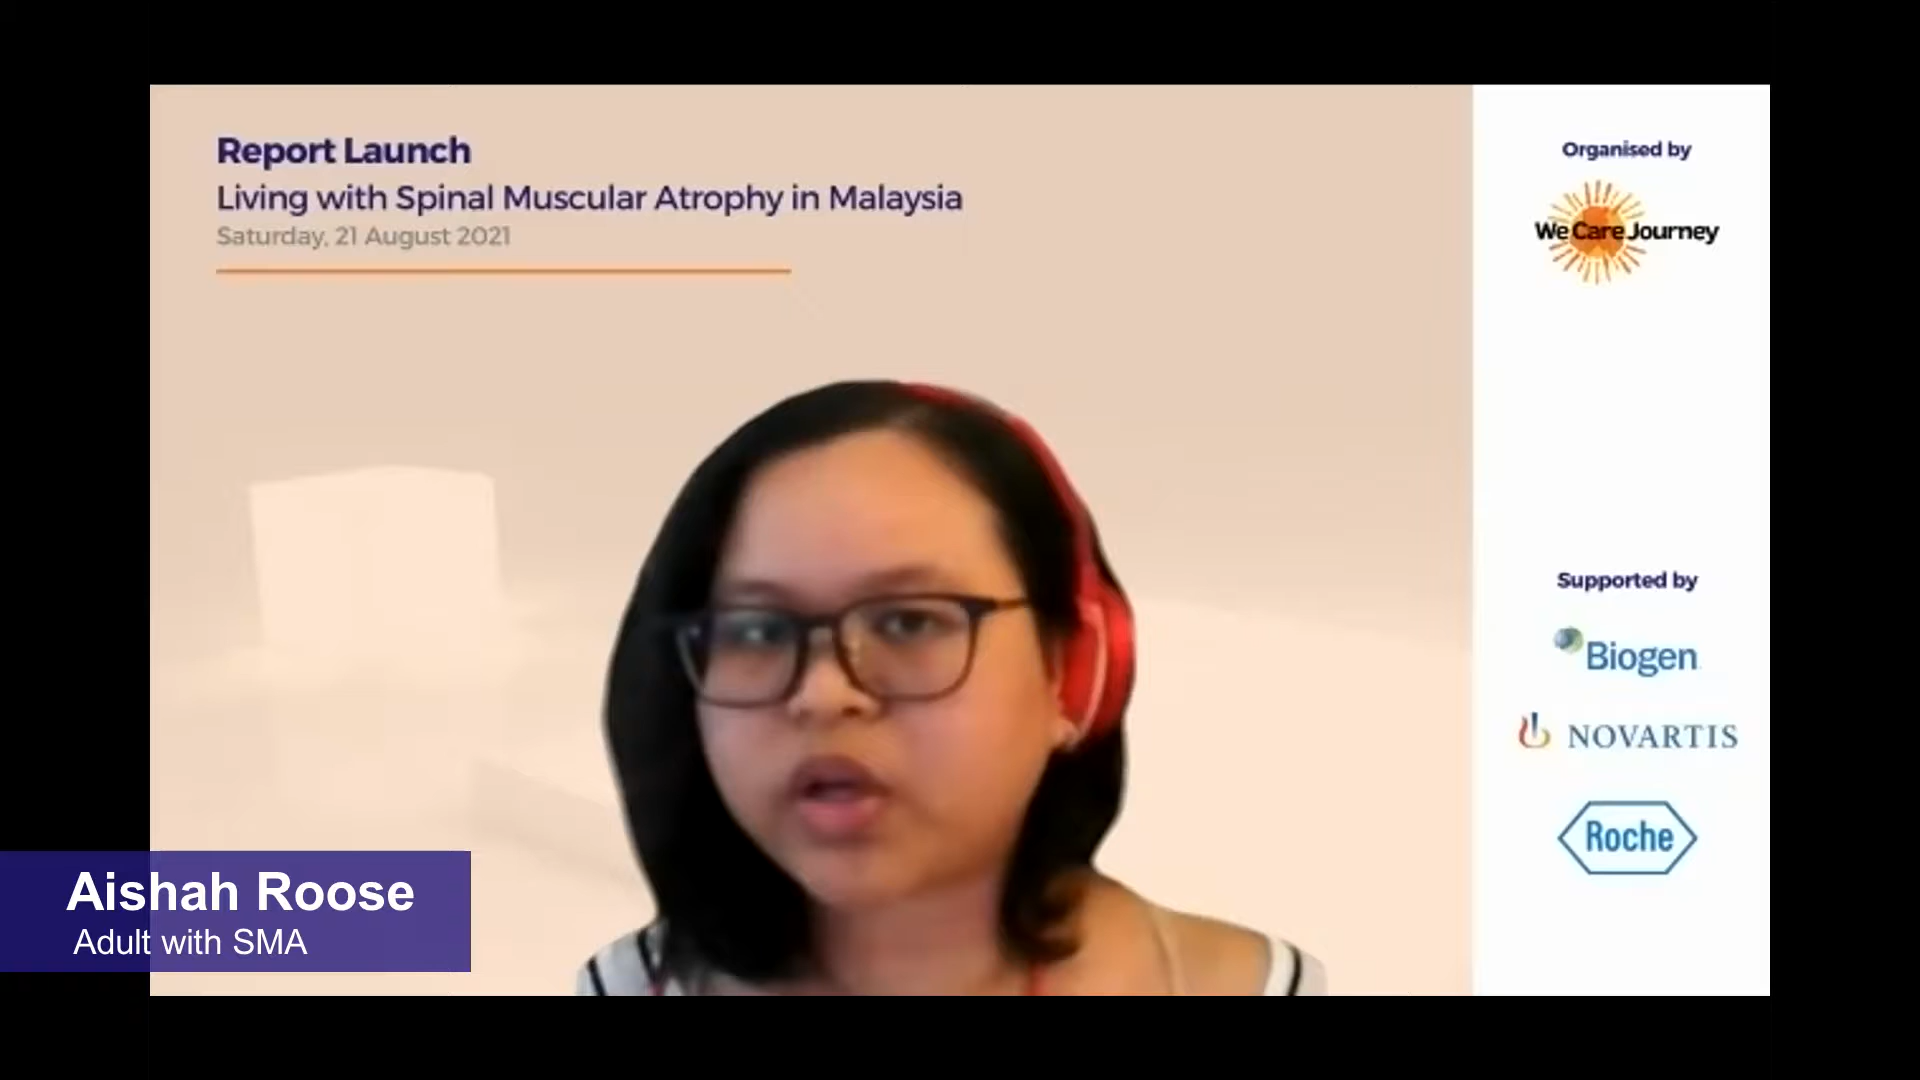 Report Launch
Living with Spinal Muscular Atrophy in Malaysia
Saturday, 21 August 2021
Organised by
We Care Journey
Supported by
Biogen
NOVARTIS
Roche
Aishah Roose
Adult with SMA